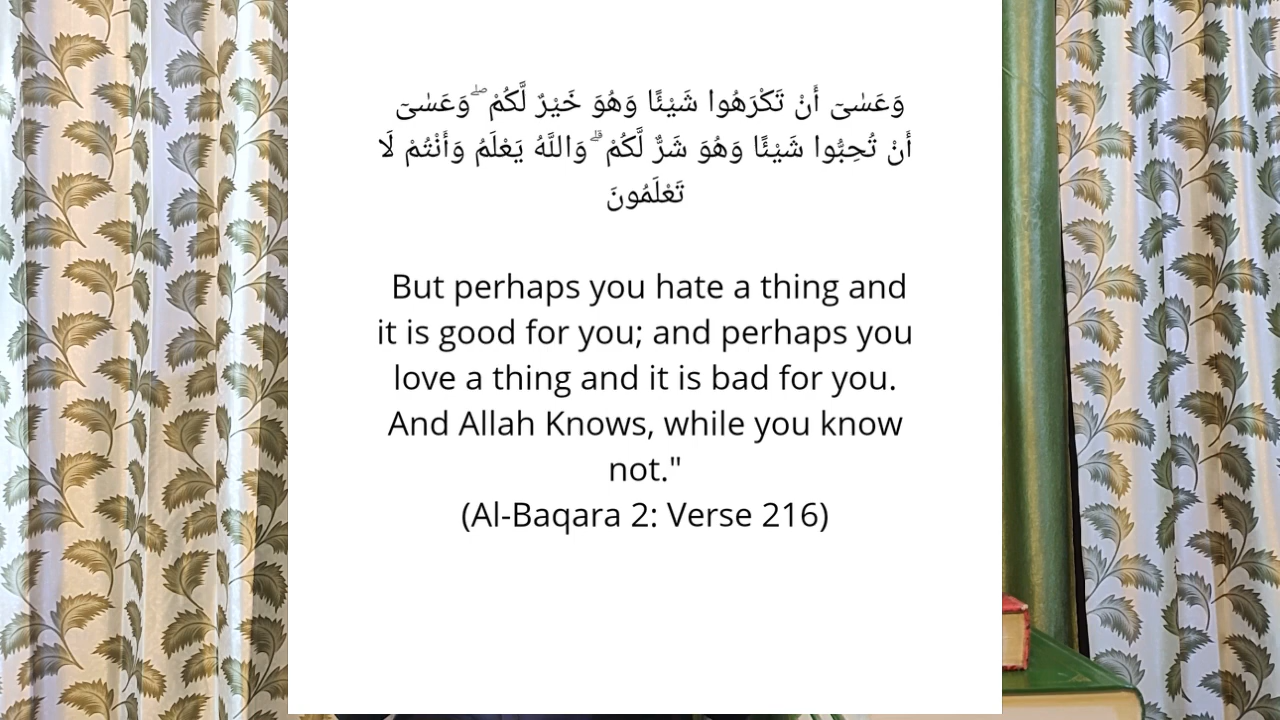 وَعَسٰىٓ أَنْ تَكْرَهُوا شَيْـًٔا وَهُوَ خَيْرٌ لَّكُمْ ۖ وَعَسٰىٓ
أَنْ تُحِبُّوا شَيْـًٔا وَهُوَ شَرٌّ لَّكُمْ ۗ وَاللَّهُ يَعْلَمُ وَأَنْتُمْ لَا
تَعْلَمُونَ
But perhaps you hate a thing and
it is good for you; and perhaps you
love a thing and it is bad for you.
And Allah Knows, while you know
not."
(Al-Baqara 2: Verse 216)